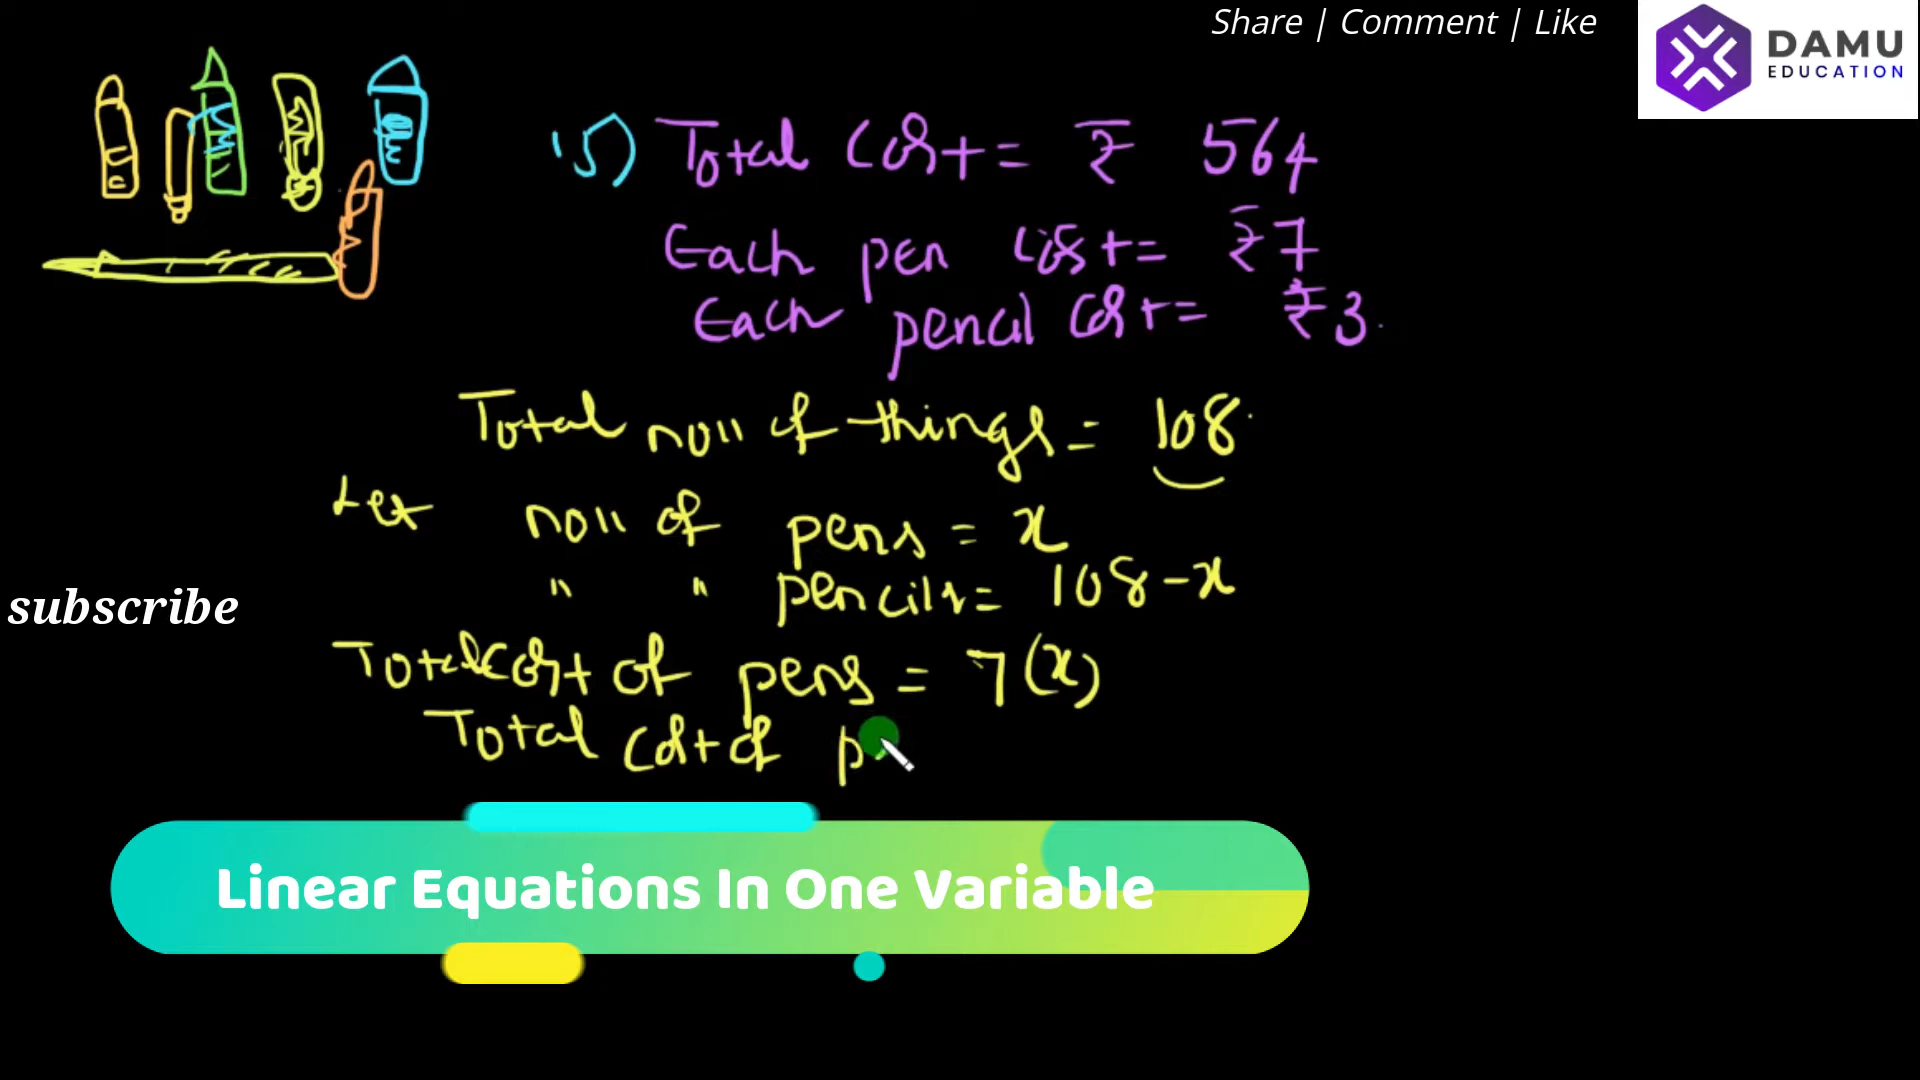 Share | Comment | Like
DAMU
EDUCATION
15) Total Cost = ₹ 564
Each pen cost = ₹7
Each pencil Cost = ₹3.
Total no\\ of things = 108.
Let no\\ of pens = x
" " pencils = 108-x
subscribe
Total Cost of pens = 7(x)
Total Cost of p
Linear Equations In One Variable